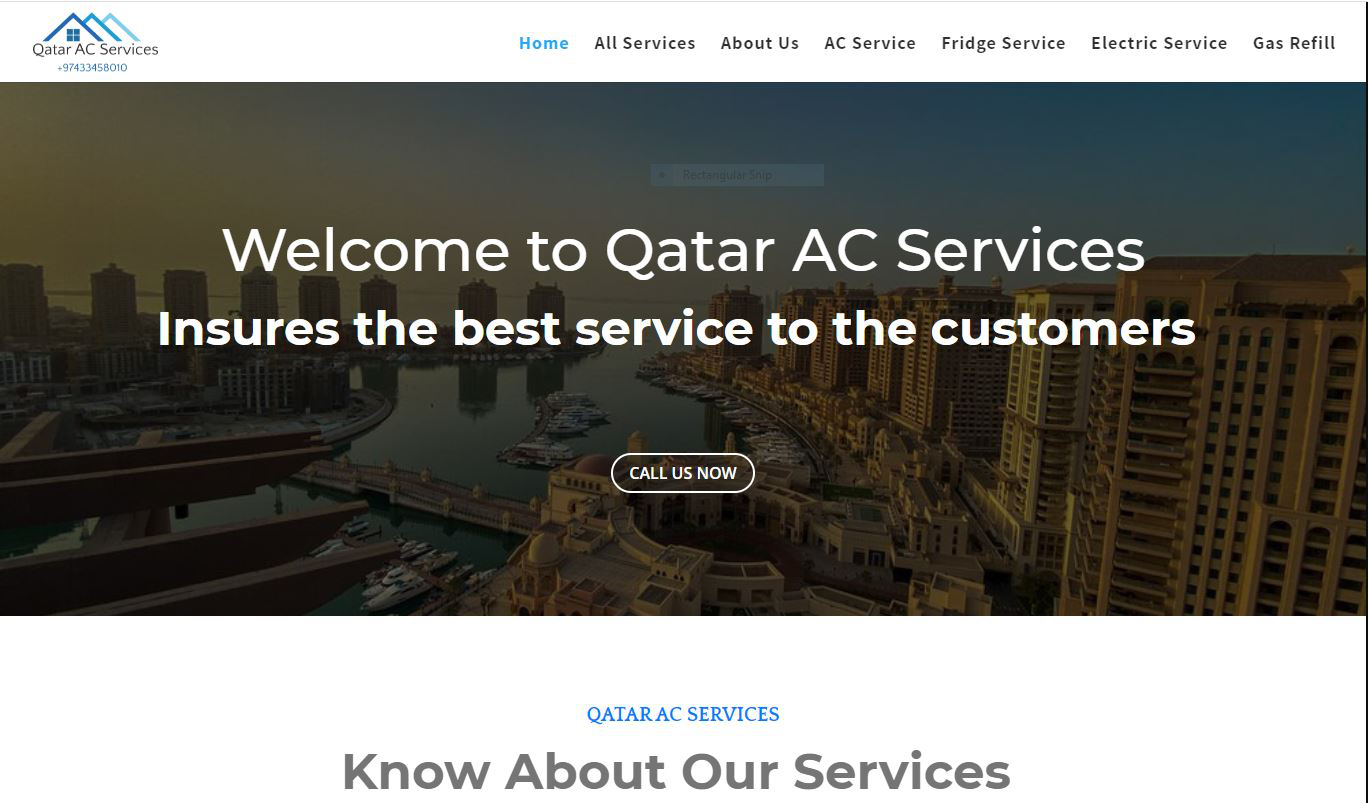 Qatar AC Services
+97433458010
Home All Services About Us AC Service Fridge Service Electric Service Gas Refill
Rectangular Snip
Welcome to Qatar AC Services
Insures the best service to the customers
CALL US NOW
QATAR AC SERVICES
Know About Our Services